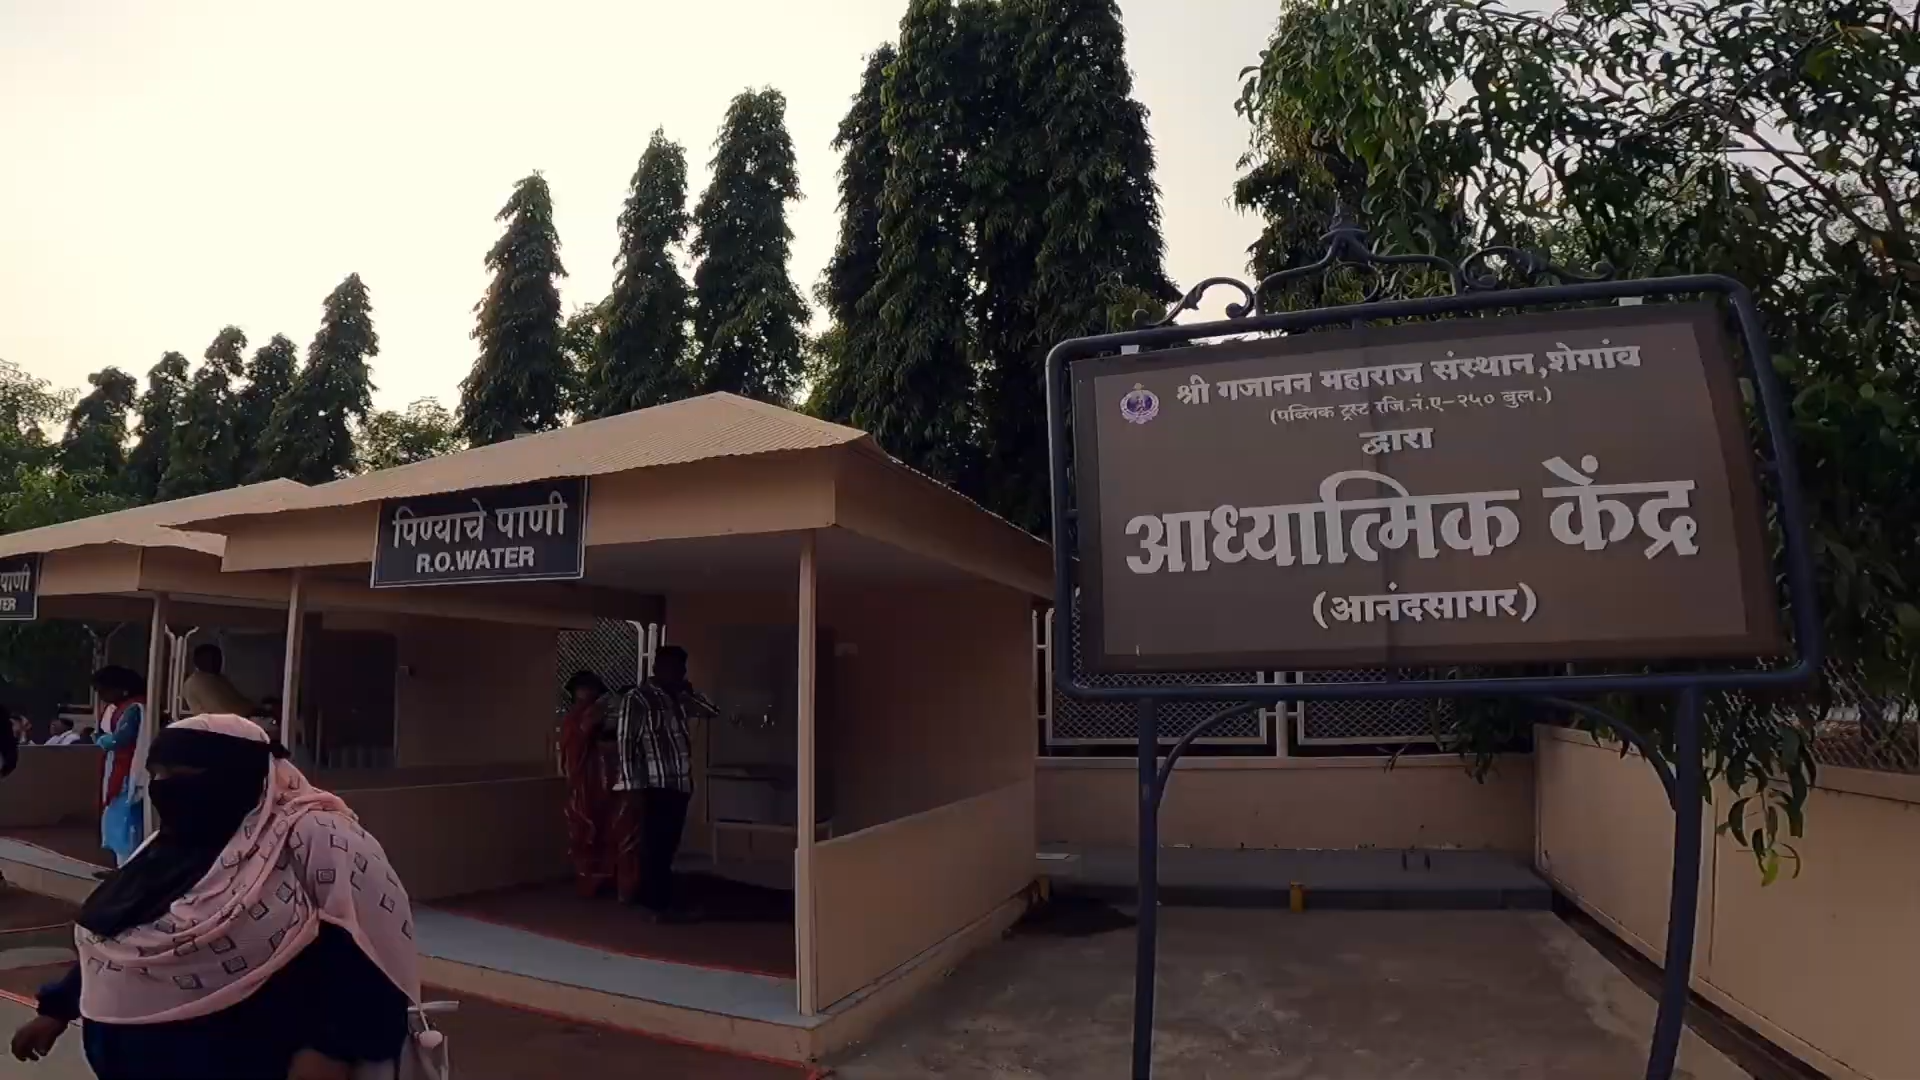 श्री गजानन महाराज संस्थान,शेगांव
(पब्लिक ट्रस्ट रजि.नं.ए-२५० बुल.)
द्वारा
आध्यात्मिक केंद्र
(आनंदसागर)
पिण्याचे पाणी
R.O.WATER
पाणी